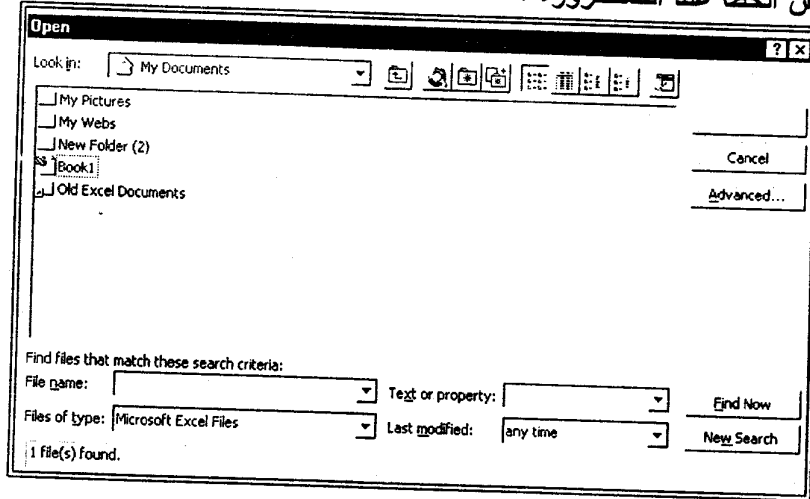 عند
Open
Look in: My Documents
My Pictures
My Webs
New Folder (2)
Book1
Old Excel Documents
Cancel
Advanced...
Find files that match these search criteria:
File name: Text or property: Find Now
Files of type: Microsoft Excel Files Last modified: any time New Search
1 file(s) found.